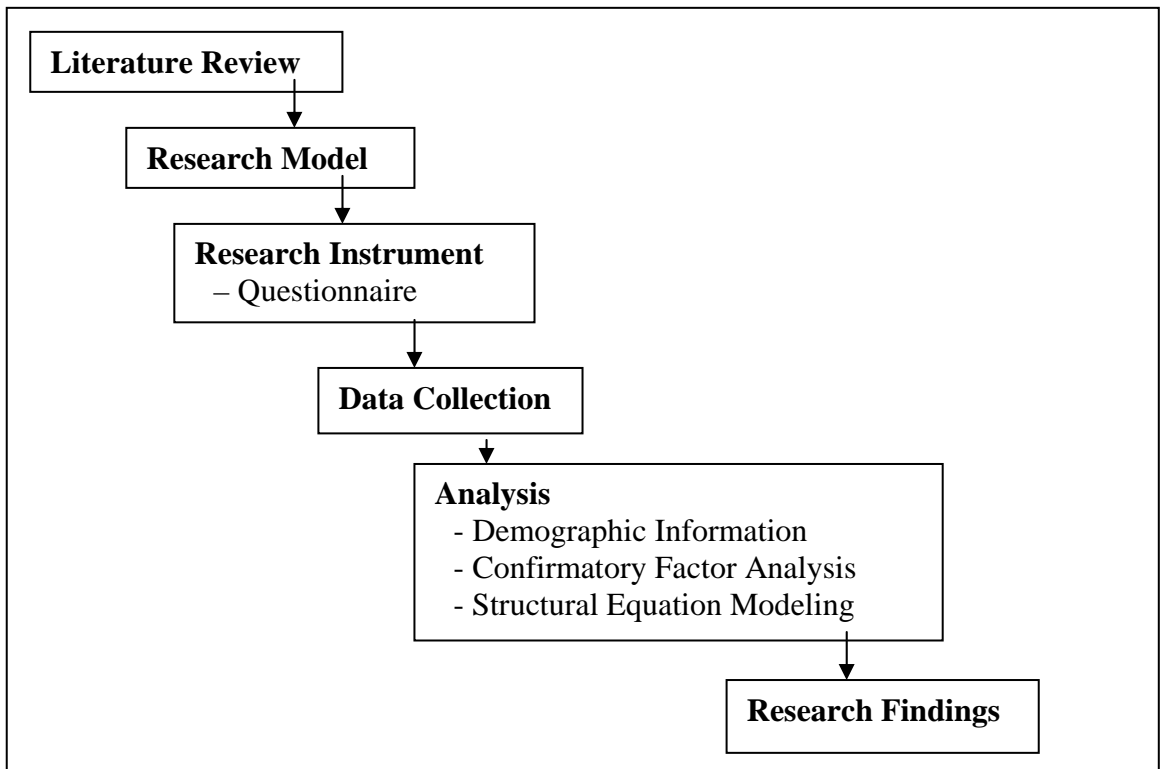 Literature Review
Research Model
Research Instrument
– Questionnaire
Data Collection
Analysis
- Demographic Information
- Confirmatory Factor Analysis
- Structural Equation Modeling
Research Findings